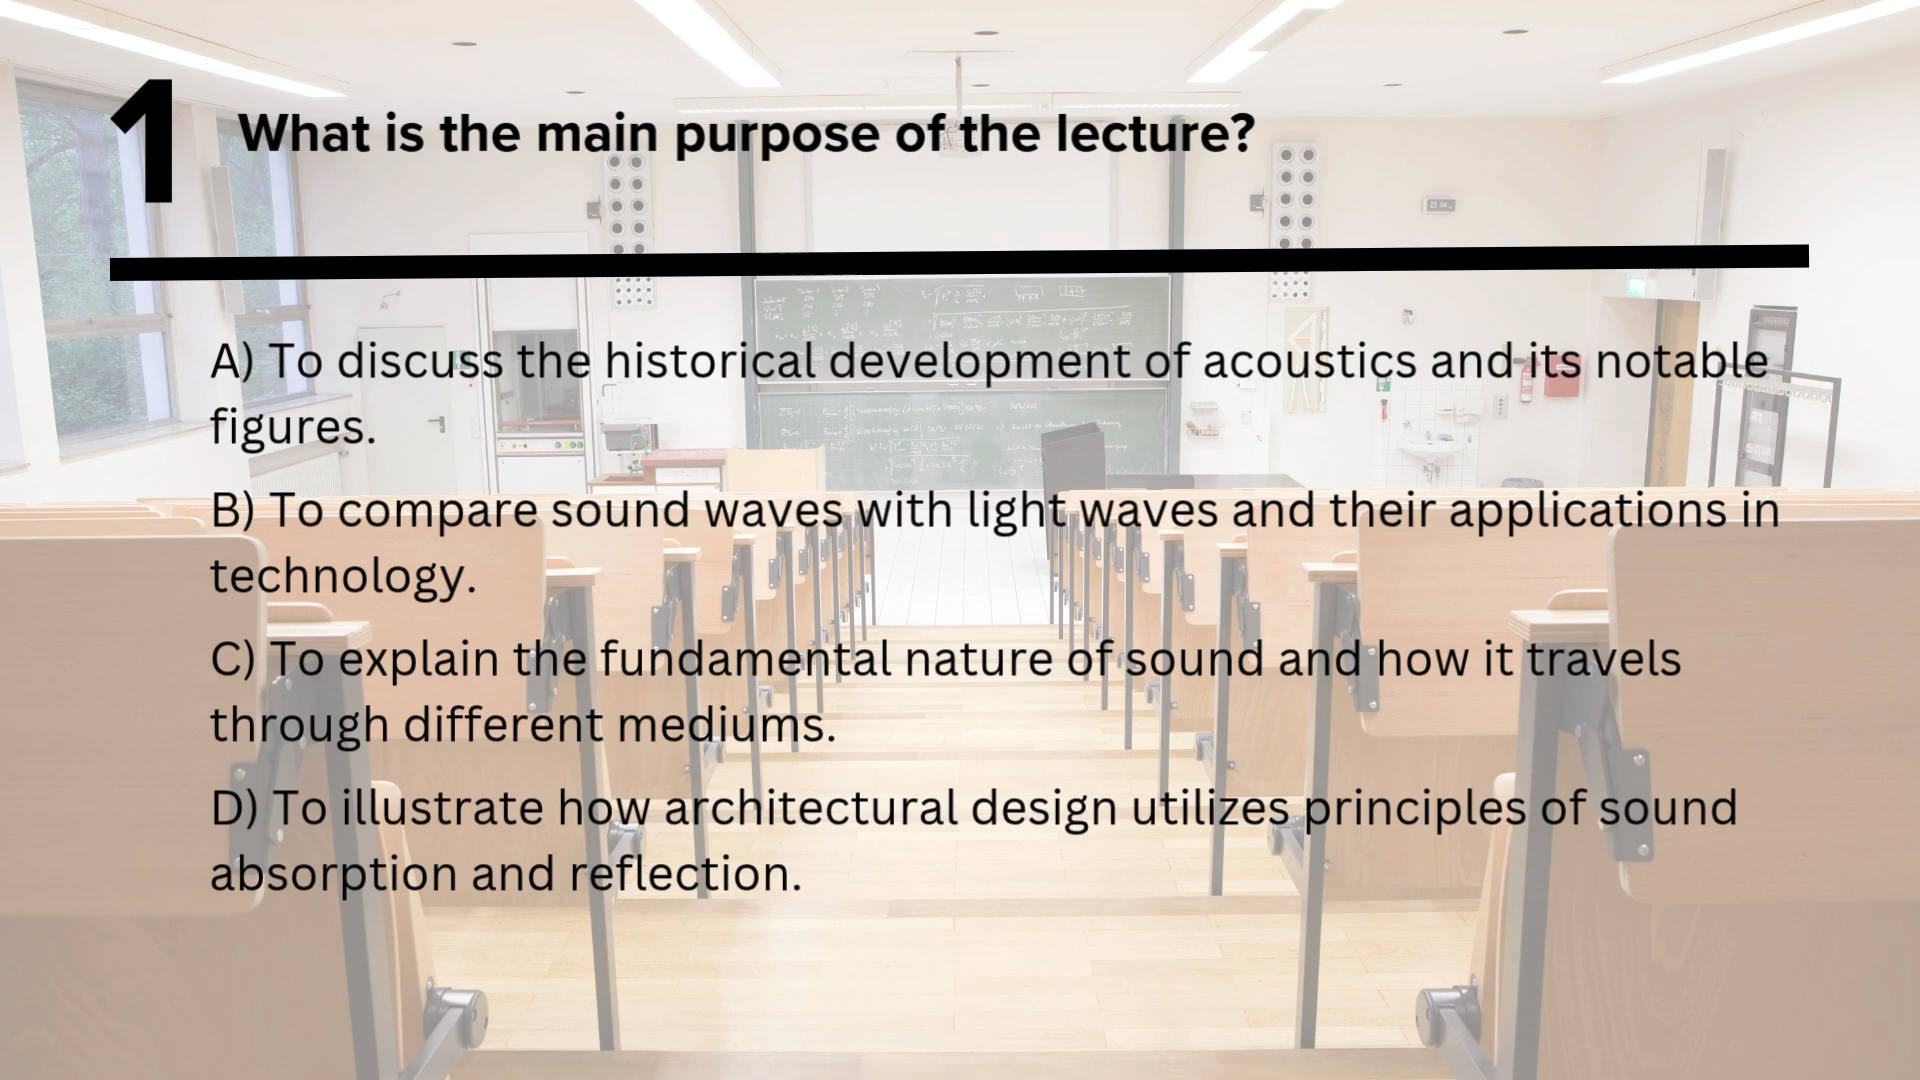 1
What is the main purpose of the lecture?
A) To discuss the historical development of acoustics and its notable
figures.
B) To compare sound waves with light waves and their applications in
technology.
C) To explain the fundamental nature of sound and how it travels
through different mediums.
D) To illustrate how architectural design utilizes principles of sound
absorption and reflection.